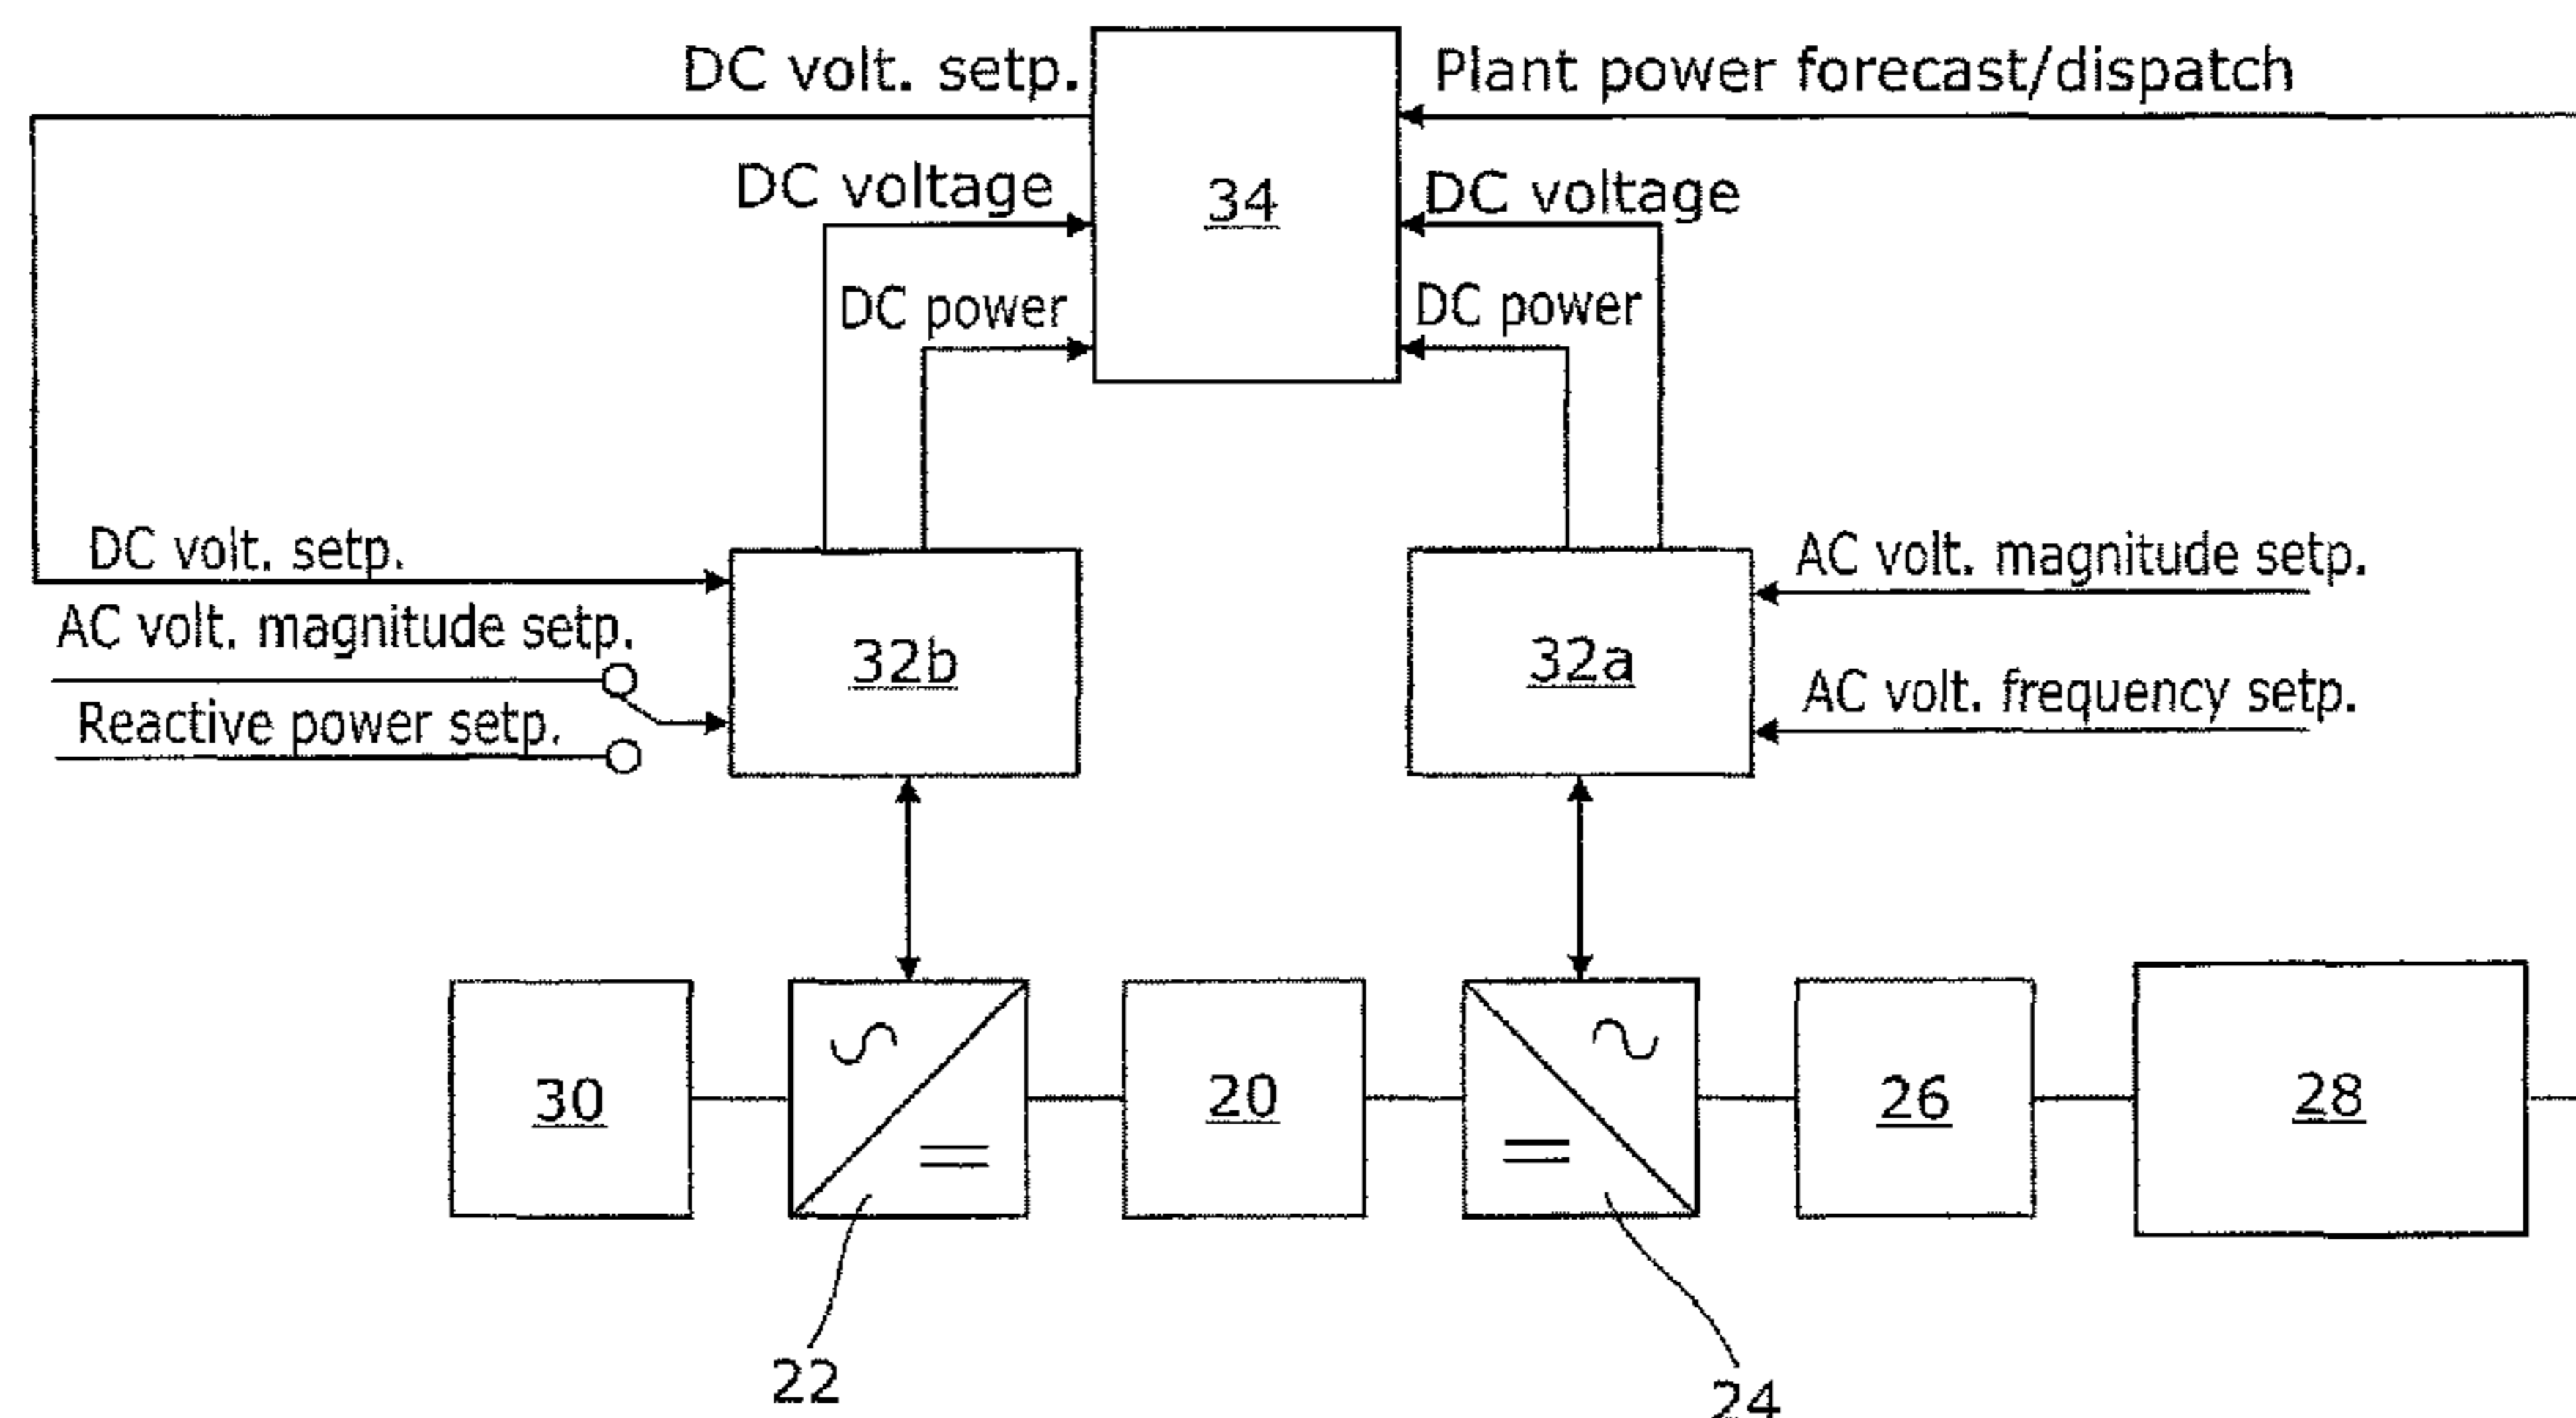 DC volt. setp.
Plant power forecast/dispatch
DC voltage
34
DC voltage
DC power
DC power
DC volt. setp.
AC volt. magnitude setp.
AC volt. magnitude setp.
32b
32a
Reactive power setp.
AC volt. frequency setp.
30
20
26
28
22
24